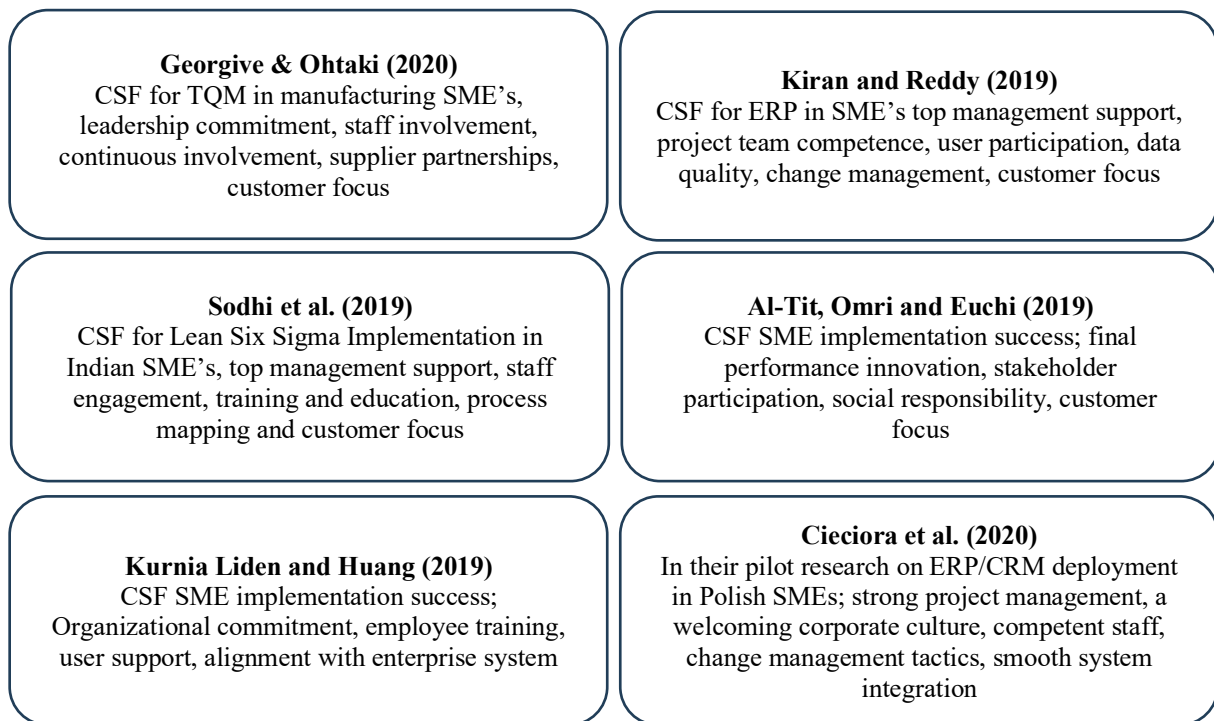 Georgive & Ohtaki (2020)
CSF for TQM in manufacturing SME’s,
leadership commitment, staff involvement,
continuous involvement, supplier partnerships,
customer focus
Kiran and Reddy (2019)
CSF for ERP in SME’s top management support,
project team competence, user participation, data
quality, change management, customer focus
Sodhi et al. (2019)
CSF for Lean Six Sigma Implementation in
Indian SME’s, top management support, staff
engagement, training and education, process
mapping and customer focus
Al-Tit, Omri and Euchi (2019)
CSF SME implementation success; final
performance innovation, stakeholder
participation, social responsibility, customer
focus
Kurnia Liden and Huang (2019)
CSF SME implementation success;
Organizational commitment, employee training,
user support, alignment with enterprise system
Cieciora et al. (2020)
In their pilot research on ERP/CRM deployment
in Polish SMEs; strong project management, a
welcoming corporate culture, competent staff,
change management tactics, smooth system
integration